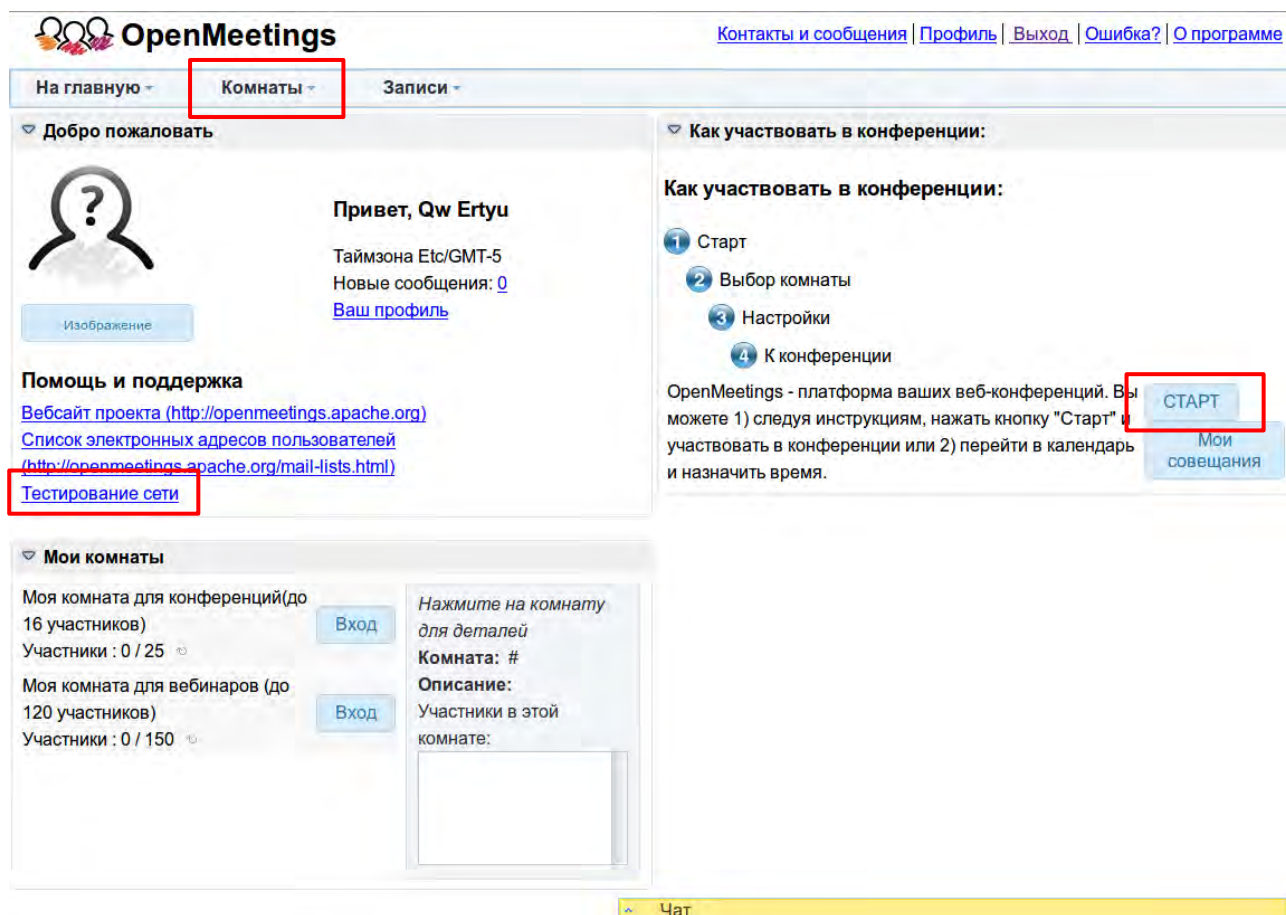 OpenMeetings
Контакты и сообщения | Профиль | Выход | Ошибка? | О программе
На главную Комнаты Записи
Добро пожаловать
?
Привет, Qw Ertyu
Таймзона Etc/GMT-5
Новые сообщения: 0
Ваш профиль
Изображение
Помощь и поддержка
Вебсайт проекта (http://openmeetings.apache.org)
Список электронных адресов пользователей
(http://openmeetings.apache.org/mail-lists.html)
Тестирование сети
Как участвовать в конференции:
Как участвовать в конференции:
1 Старт
2 Выбор комнаты
3 Настройки
4 К конференции
OpenMeetings - платформа ваших веб-конференций. Вы
можете 1) следуя инструкциям, нажать кнопку "Старт" и
участвовать в конференции или 2) перейти в календарь
и назначить время.
СТАРТ
Мои
совещания
Мои комнаты
Моя комната для конференций(до
16 участников)
Участники : 0 / 25
Вход
Моя комната для вебинаров (до
120 участников)
Участники : 0 / 150
Вход
Нажмите на комнату
для деталей
Комната: #
Описание:
Участники в этой
комнате:
Чат